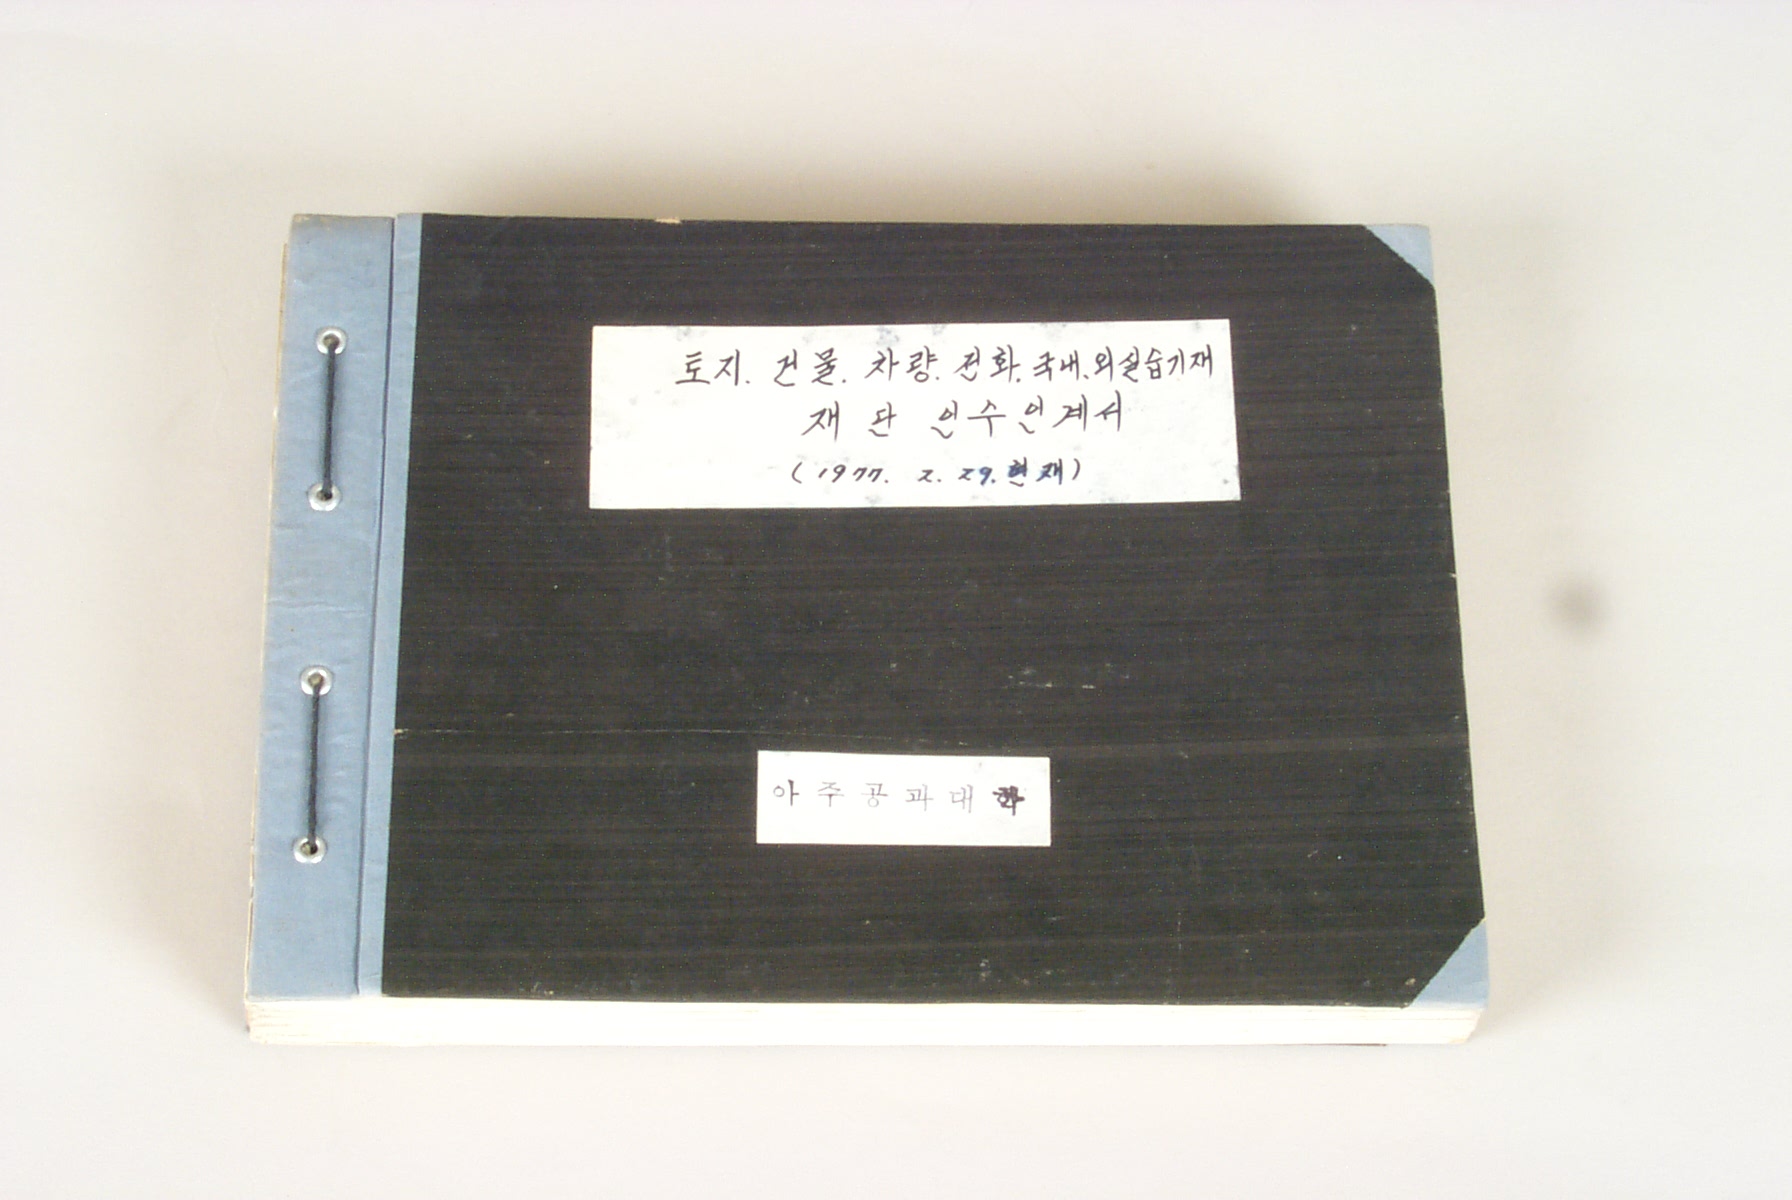 토지. 건물. 차량. 전화. 국내.외실습기재
재단 인수인계서
(1977. 2. 29. 현재)
아주공과대학